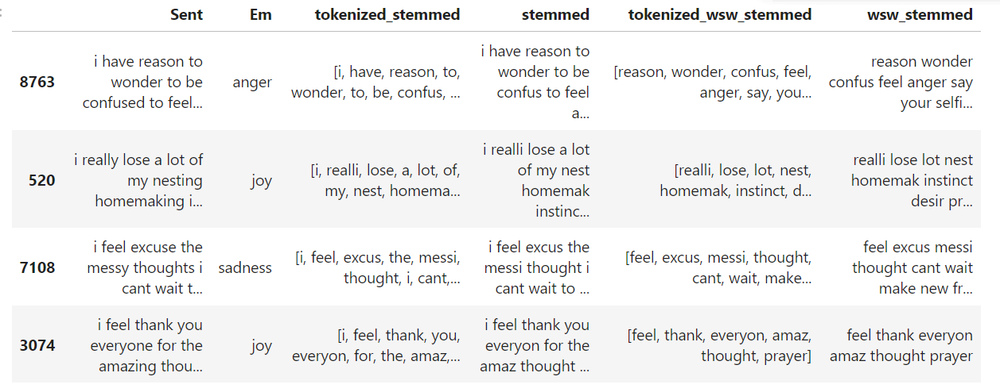 Sent Em tokenized_stemmed stemmed tokenized_wsw_stemmed wsw_stemmed
8763
i have reason to
wonder to be
confused to feel...
anger
[i, have, reason, to,
wonder, to, be, confus, ...
i have reason to
wonder to be
confus to feel
a...
[reason, wonder, confus, feel,
anger, say, you...
reason wonder
confus feel anger say
your selfi...
520
i really lose a lot of
my nesting
homemaking i...
joy
[i, realli, lose, a, lot, of,
my, nest, homema...
i realli lose a lot
of my nest
homemak
instinc...
[realli, lose, lot, nest,
homemak, instinct, d...
realli lose lot nest
homemak instinct
desir pr...
7108
i feel excuse the
messy thoughts i
cant wait t...
sadness
[i, feel, excus, the, messi,
thought, i, cant,...
i feel excus the
messi thought i
cant wait to ...
[feel, excus, messi, thought,
cant, wait, make...
feel excus messi
thought cant wait
make new fr...
3074
i feel thank you
everyone for the
amazing thou...
joy
[i, feel, thank, you,
everyon, for, the, amaz,...
i feel thank you
everyon for the
amaz thought ...
[feel, thank, everyon, amaz,
thought, prayer]
feel thank everyon
amaz thought prayer